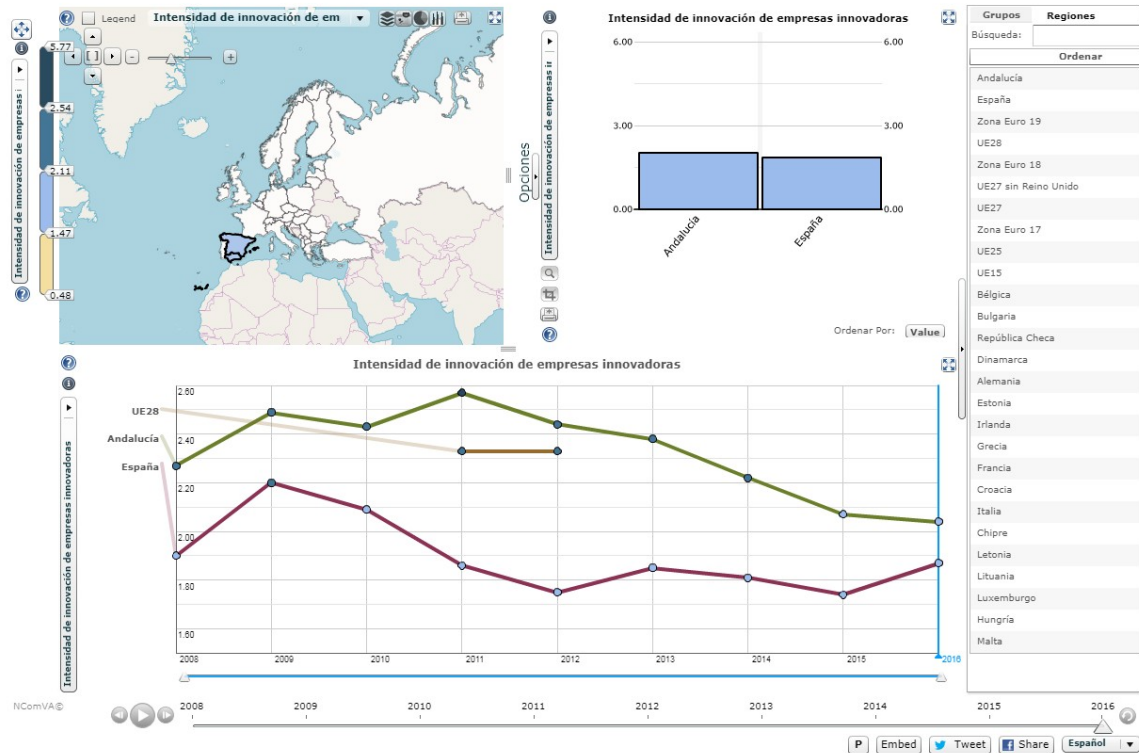 Legend
Intensidad de innovación de em
5.77
2.54
2.11
1.47
0.48
Intensidad de innovación de empresas i
Opciones
Intensidad de innovación de empresas innovadoras
6.00
6.00
3.00
3.00
0.00
0.00
Andalucía
España
Intensidad de innovación de empresas ir
Ordenar Por:
Value
Grupos
Regiones
Búsqueda:
Ordenar
Andalucía
España
Zona Euro 19
UE28
Zona Euro 18
UE27 sin Reino Unido
UE27
Zona Euro 17
UE25
UE15
Bélgica
Bulgaria
República Checa
Dinamarca
Alemania
Estonia
Irlanda
Grecia
Francia
Croacia
Italia
Chipre
Letonia
Lituania
Luxemburgo
Hungría
Malta
Intensidad de innovación de empresas innovadoras
Intensidad de innovación de empresas innovadoras
UE28
Andalucía
España
2.60
2.40
2.20
2.00
1.80
1.60
2008 2009 2010 2011 2012 2013 2014 2015 2016
NComVA©
2008 2009 2010 2011 2012 2013 2014 2015 2016
P Embed Tweet Share Español